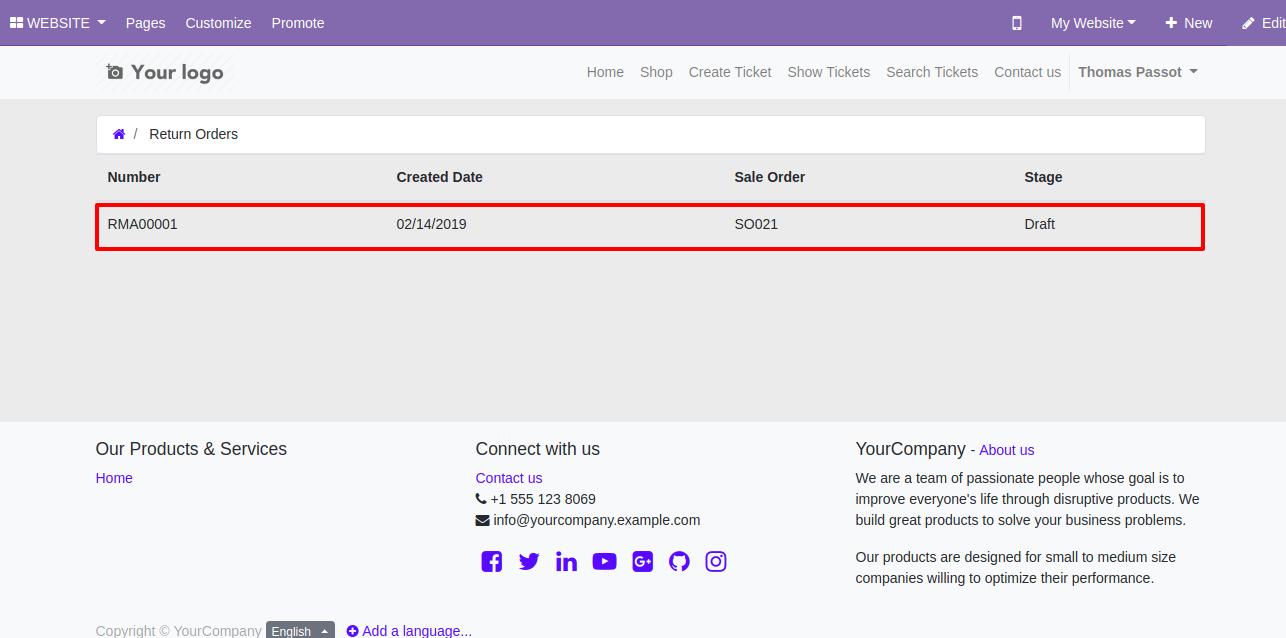 WEBSITE Pages Customize Promote My Website New Edit
Your logo Home Shop Create Ticket Show Tickets Search Tickets Contact us Thomas Passot
/ Return Orders
Number Created Date Sale Order Stage
RMA00001 02/14/2019 SO021 Draft
Our Products & Services
Home
Connect with us
Contact us
+1 555 123 8069
info@yourcompany.example.com
YourCompany - About us
We are a team of passionate people whose goal is to
improve everyone's life through disruptive products. We
build great products to solve your business problems.
Our products are designed for small to medium size
companies willing to optimize their performance.
Copyright © YourCompany English Add a language...